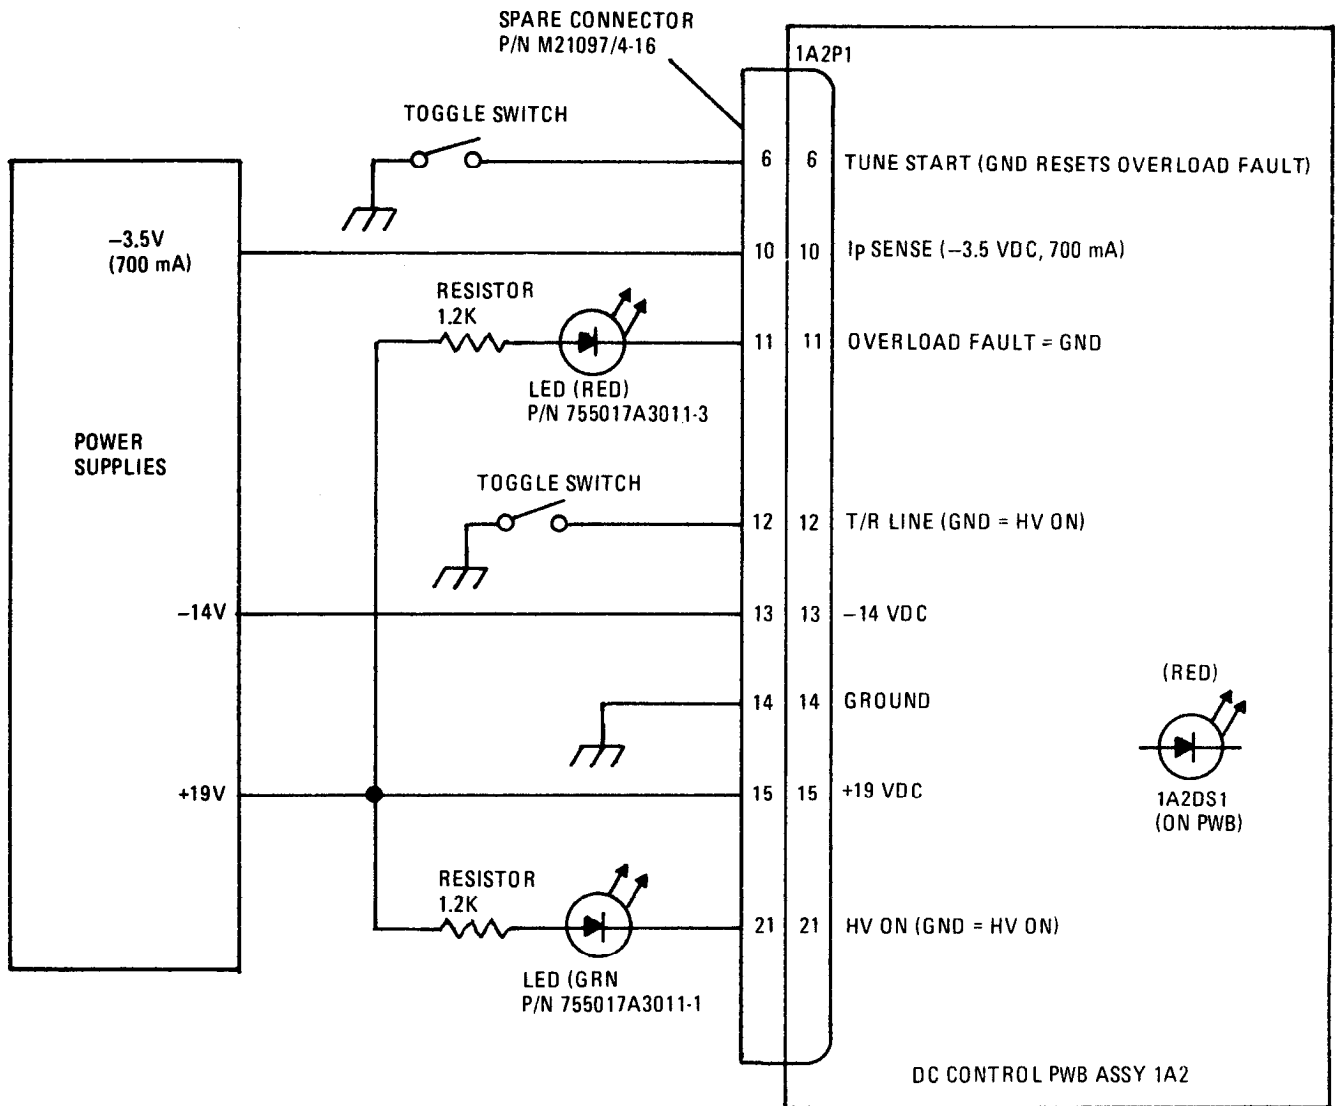 SPARE CONNECTOR
P/N M21097/4-16
1A2P1
TOGGLE SWITCH
6 6 TUNE START (GND RESETS OVERLOAD FAULT)
–3.5V
(700 mA)
10 10 Ip SENSE (–3.5 VDC, 700 mA)
RESISTOR
1.2K
11 11 OVERLOAD FAULT = GND
LED (RED)
P/N 755017A3011-3
POWER
SUPPLIES
TOGGLE SWITCH
12 12 T/R LINE (GND = HV ON)
–14V
13 13 –14 VDC
(RED)
14 14 GROUND
+19V
15 15 +19 VDC
1A2DS1
(ON PWB)
RESISTOR
1.2K
21 21 HV ON (GND = HV ON)
LED (GRN
P/N 755017A3011-1
DC CONTROL PWB ASSY 1A2